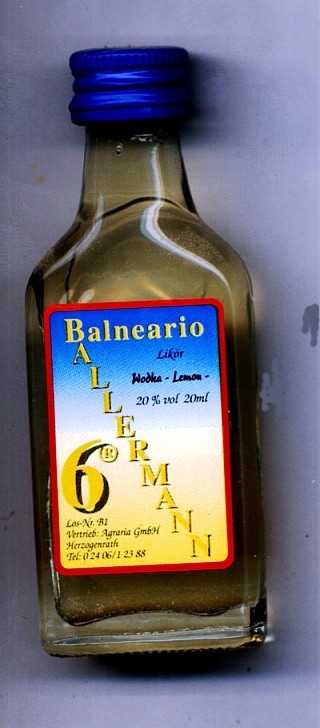 Balneario
BALLERMANN
Likör
Wodka - Lemon -
20 % vol 20ml
6®
Los-Nr. B1
Vertrieb: Agraria GmbH
Herzogenrath
Tel: 0 24 06/1 23 88